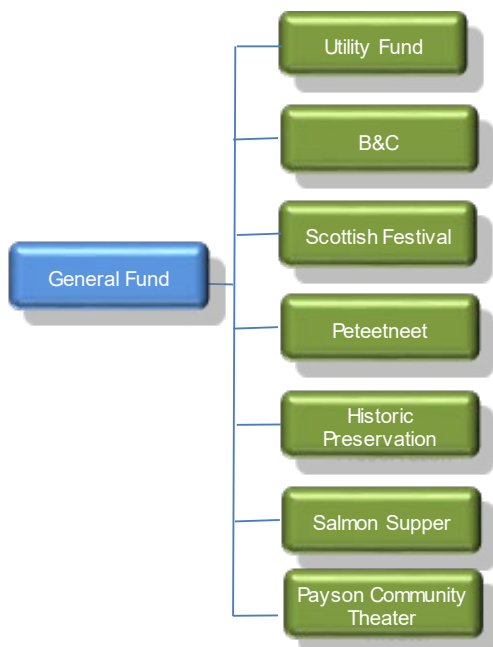 Utility Fund
B&C
Scottish Festival
General Fund
Peteetneet
Historic
Preservation
Salmon Supper
Payson Community
Theater